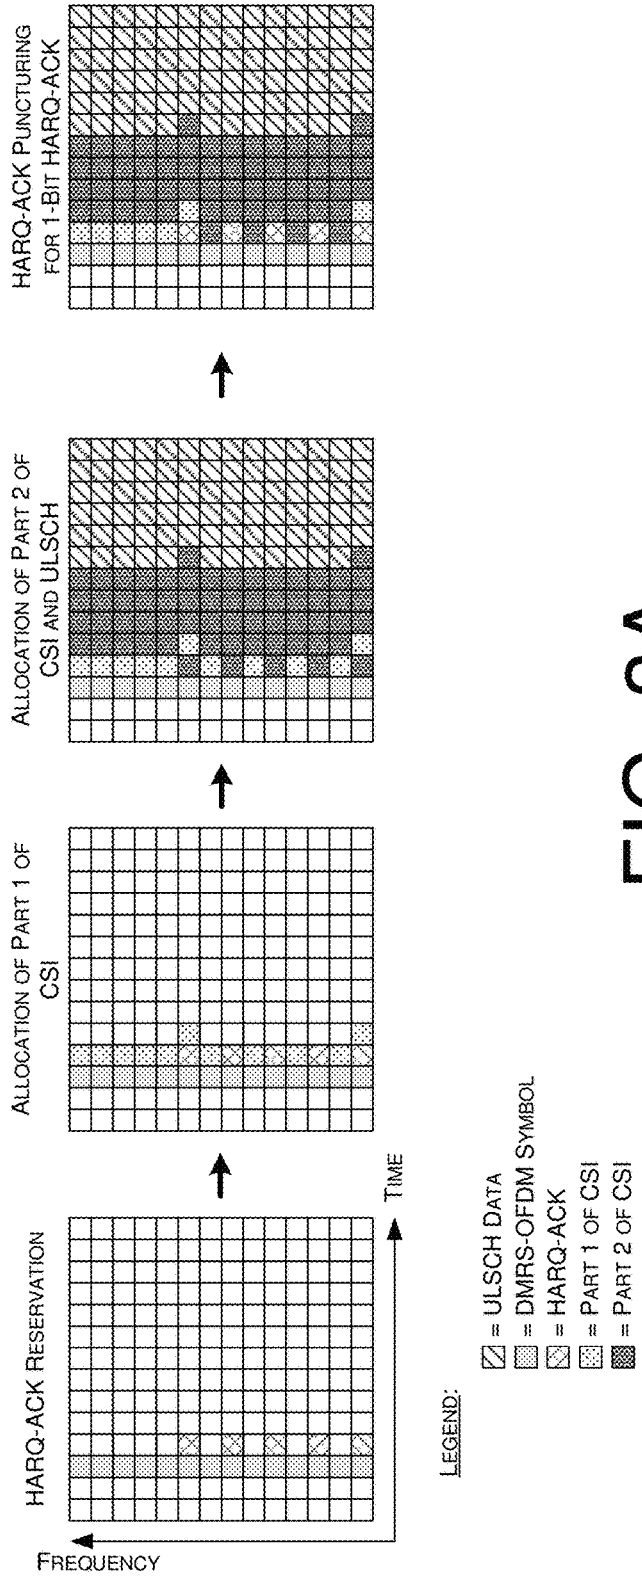 HARQ-ACK RESERVATION
ALLOCATION OF PART 1 OF
CSI
ALLOCATION OF PART 2 OF
CSI AND ULSCH
HARQ-ACK PUNCTURING
FOR 1-BIT HARQ-ACK
FREQUENCY
TIME
LEGEND:
= ULSCH DATA
= DMRS-OFDM SYMBOL
= HARQ-ACK
= PART 1 OF CSI
= PART 2 OF CSI